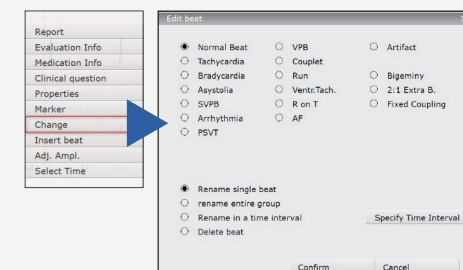 Report
Evaluation Info
Medication Info
Clinical question
Properties
Marker
Change
Insert beat
Adj. Ampl.
Select Time
Edit beat
Normal Beat VPB Artifact
Tachycardia Couplet
Bradycardia Run Bigeminy
Asystolia Ventr.Tach. 2:1 Extra B.
SVPB R on T Fixed Coupling
Arrhythmia AF
PSVT
Rename single beat
rename entire group
Rename in a time interval Specify Time Interval
Delete beat
Confirm Cancel